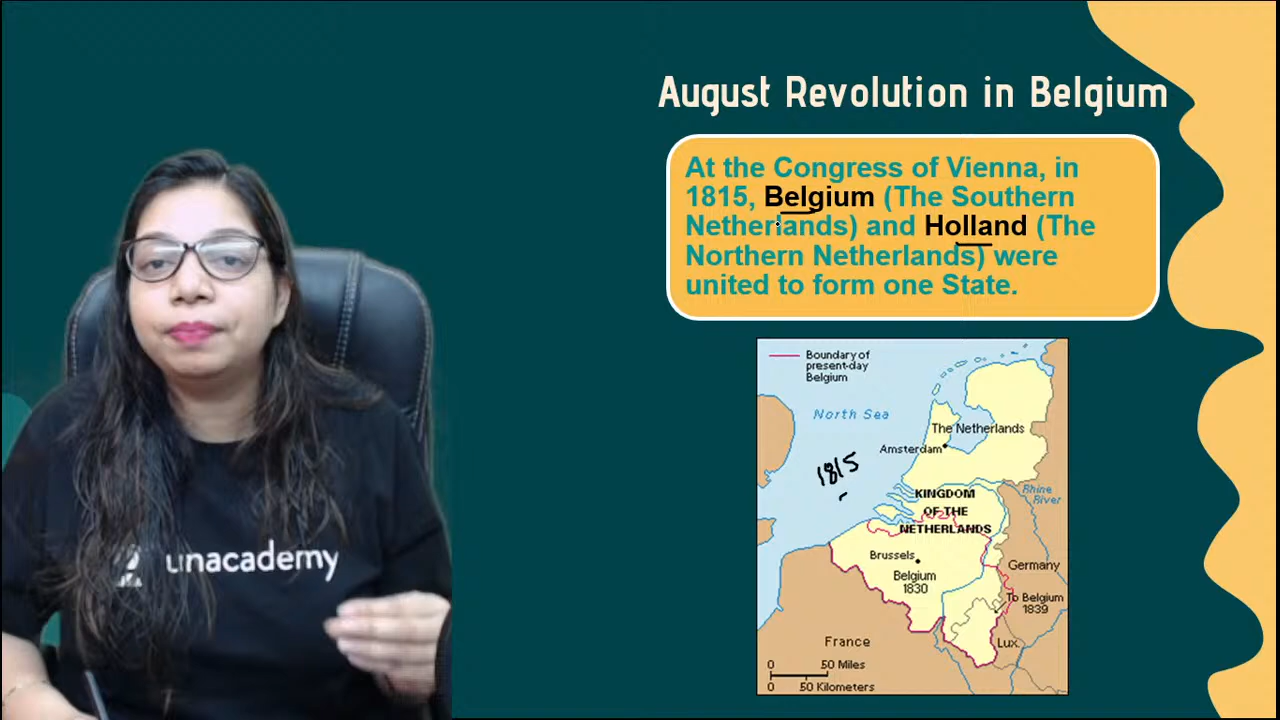 August Revolution in Belgium
At the Congress of Vienna, in
1815, Belgium (The Southern
Netherlands) and Holland (The
Northern Netherlands) were
united to form one State.
Boundary of
present-day
Belgium
North Sea
The Netherlands
Amsterdam
1815
KINGDOM
OF THE
NETHERLANDS
Rhine
River
Brussels
Belgium
1830
Germany
To Belgium
1839
France
Lux.
0 50 Miles
0 50 Kilometers
unacademy